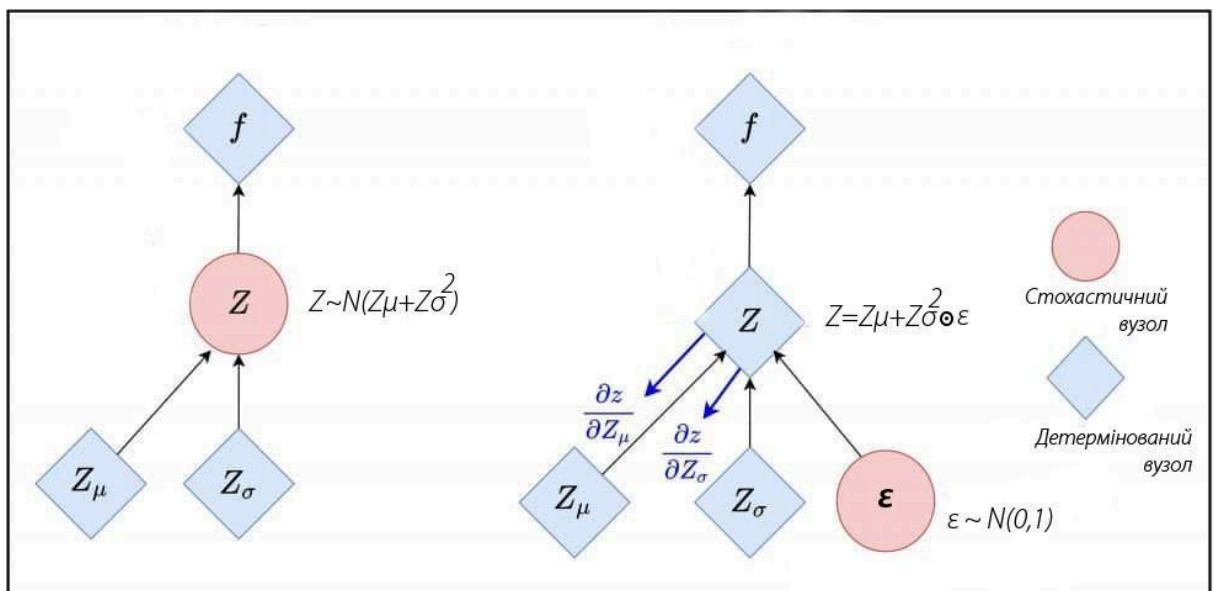 f
f
Z
Z~N(Zμ+Zσ²)
Z
Z=Zμ+Zσ²⊙ε
Стохастичний
вузол
∂z
∂Zμ
∂z
∂Zσ
Детермінований
вузол
Zμ
Zσ
Zμ
Zσ
ε
ε ~ N(0,1)